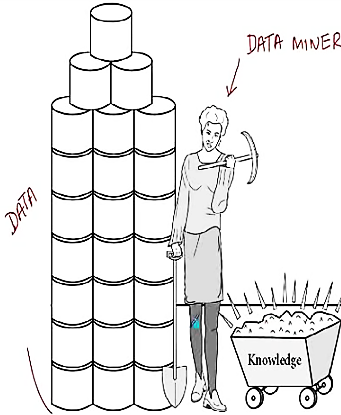 DATA MINER
DATA
Knowledge